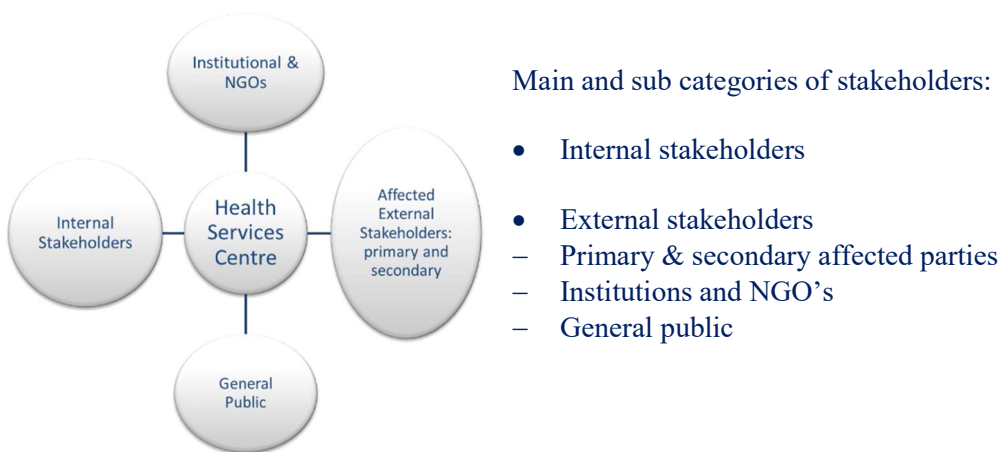 Institutional &
NGOs
Internal
Stakeholders
Health
Services
Centre
Affected
External
Stakeholders:
primary and
secondary
General
Public
Main and sub categories of stakeholders:
• Internal stakeholders
• External stakeholders
– Primary & secondary affected parties
– Institutions and NGO’s
– General public